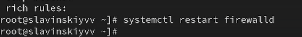 rich rules:
root@slavinskiyvv ~]# systemctl restart firewalld
root@slavinskiyvv ~]#